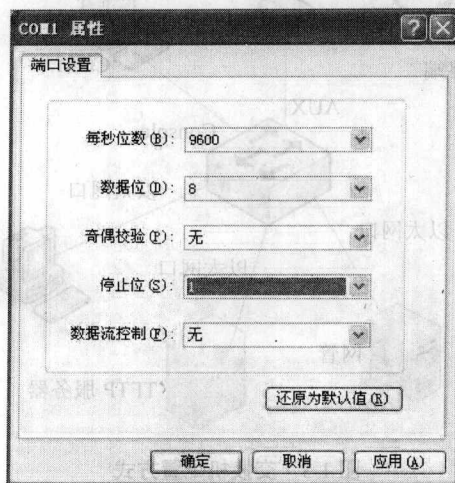 COM1 属性
端口设置
每秒位数(B): 9600
数据位(D): 8
奇偶校验(P): 无
停止位(S): 1
数据流控制(F): 无
还原为默认值(R)
确定 取消 应用(A)